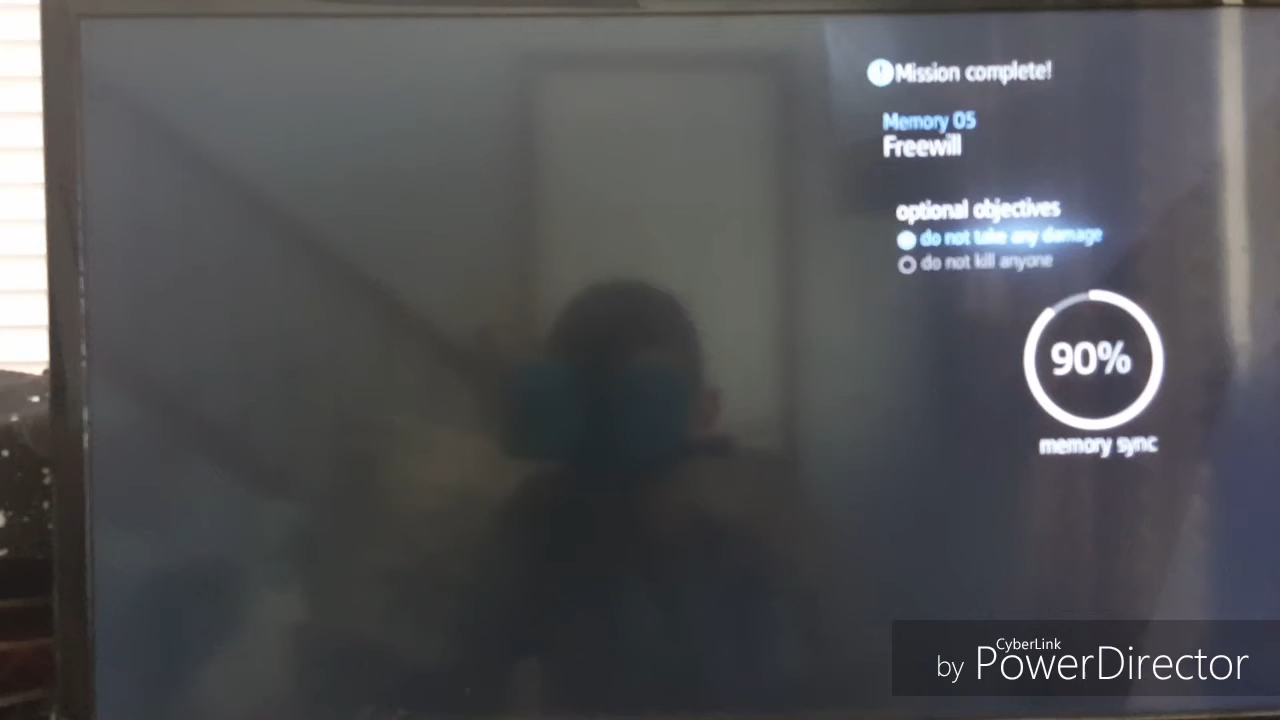 Mission complete!
Memory 05
Freewill
optional objectives
do not take any damage
do not kill anyone
90%
memory sync
CyberLink
by PowerDirector